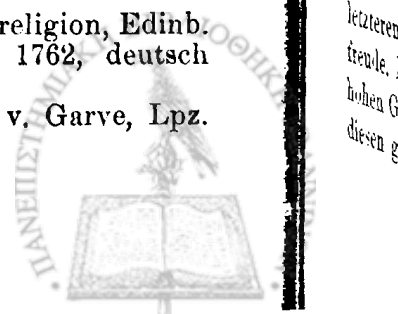 religion, Edinb.
1762, deutsch
v. Garve, Lpz.
letzteren
freude.
hohen G
diesen g